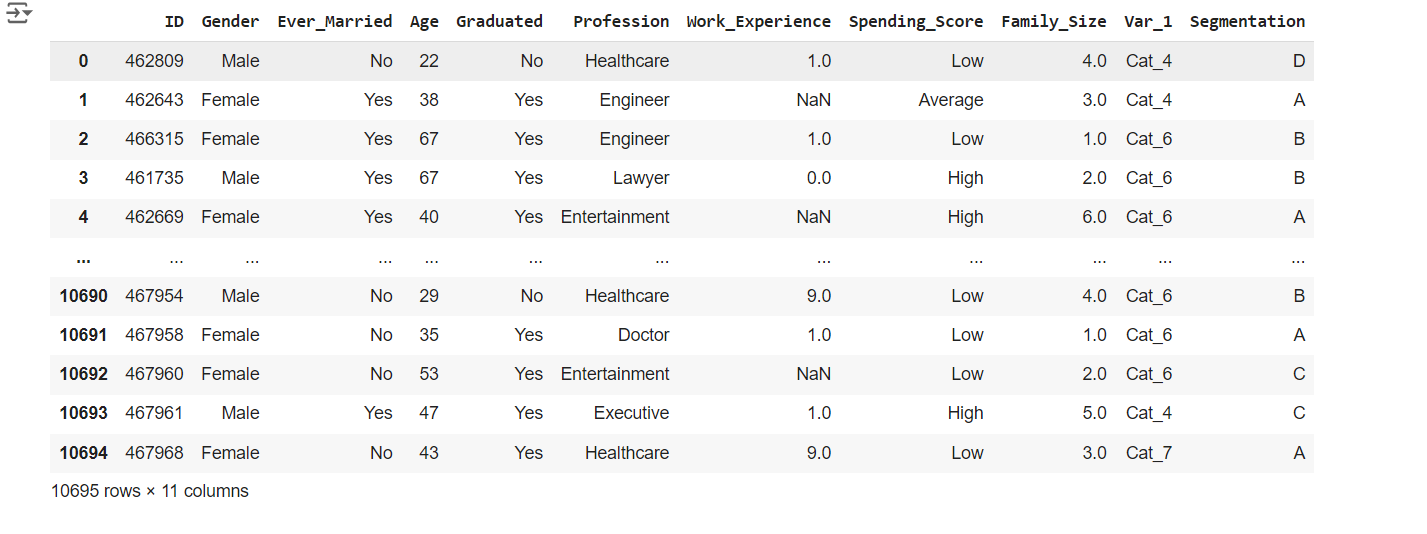 ID Gender Ever_Married Age Graduated Profession Work_Experience Spending_Score Family_Size Var_1 Segmentation
0 462809 Male No 22 No Healthcare 1.0 Low 4.0 Cat_4 D
1 462643 Female Yes 38 Yes Engineer NaN Average 3.0 Cat_4 A
2 466315 Female Yes 67 Yes Engineer 1.0 Low 1.0 Cat_6 B
3 461735 Male Yes 67 Yes Lawyer 0.0 High 2.0 Cat_6 B
4 462669 Female Yes 40 Yes Entertainment NaN High 6.0 Cat_6 A
... ... ... ... ... ... ... ... ... ... ... ...
10690 467954 Male No 29 No Healthcare 9.0 Low 4.0 Cat_6 B
10691 467958 Female No 35 Yes Doctor 1.0 Low 1.0 Cat_6 A
10692 467960 Female No 53 Yes Entertainment NaN Low 2.0 Cat_6 C
10693 467961 Male Yes 47 Yes Executive 1.0 High 5.0 Cat_4 C
10694 467968 Female No 43 Yes Healthcare 9.0 Low 3.0 Cat_7 A
10695 rows × 11 columns